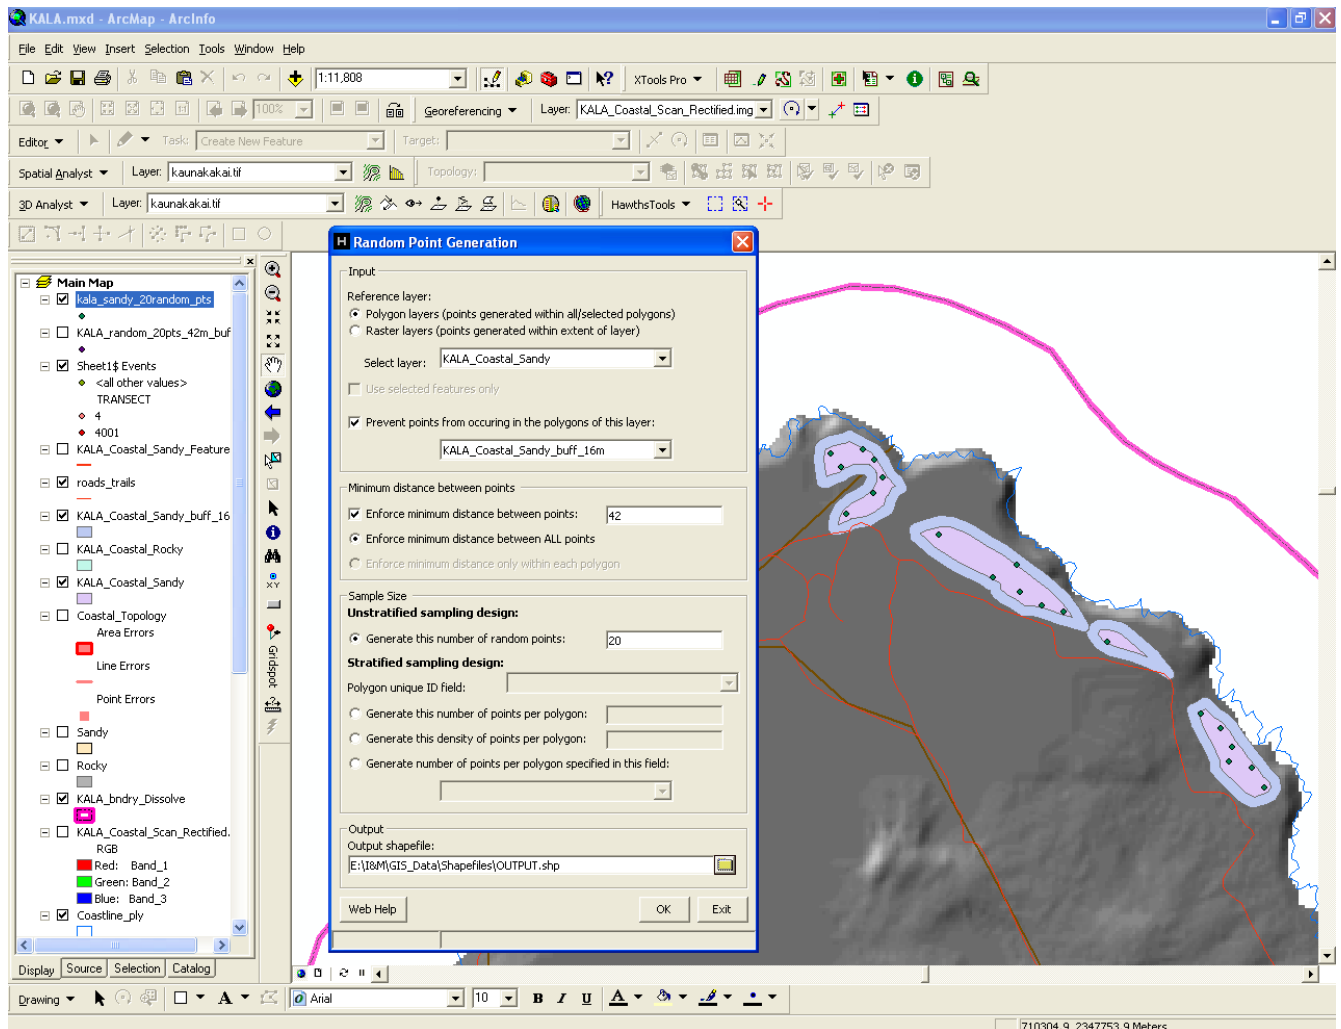 KALA.mxd - ArcMap - ArcInfo
File Edit View Insert Selection Tools Window Help
1:11,808
XTools Pro
100%
Georeferencing
Layer:
KALA_Coastal_Scan_Rectified.img
Editor
Task:
Create New Feature
Target:
Spatial Analyst
Layer:
kaunakakai.tif
Topology:
3D Analyst
Layer:
kaunakakai.tif
HawthsTools
Main Map
kala_sandy_20random_pts
KALA_random_20pts_42m_buf
Sheet1$ Events
<all other values>
TRANSECT
4
4001
KALA_Coastal_Sandy_Feature
roads_trails
KALA_Coastal_Sandy_buff_16
KALA_Coastal_Rocky
KALA_Coastal_Sandy
Coastal_Topology
Area Errors
Line Errors
Point Errors
Sandy
Rocky
KALA_bndry_Dissolve
KALA_Coastal_Scan_Rectified.
RGB
Red: Band_1
Green: Band_2
Blue: Band_3
Coastline_ply
Display Source Selection Catalog
XY
Gridspot
H Random Point Generation
Input
Reference layer:
Polygon layers (points generated within all/selected polygons)
Raster layers (points generated within extent of layer)
Select layer:
KALA_Coastal_Sandy
Use selected features only
Prevent points from occuring in the polygons of this layer:
KALA_Coastal_Sandy_buff_16m
Minimum distance between points
Enforce minimum distance between points:
42
Enforce minimum distance between ALL points
Enforce minimum distance only within each polygon
Sample Size
Unstratified sampling design:
Generate this number of random points:
20
Stratified sampling design:
Polygon unique ID field:
Generate this number of points per polygon:
Generate this density of points per polygon:
Generate number of points per polygon specified in this field:
Output
Output shapefile:
E:\I&M\GIS_Data\Shapefiles\OUTPUT.shp
Web Help
OK
Exit
Drawing
A
Arial
10
B I U A
710304.9 2347753.9 Meters